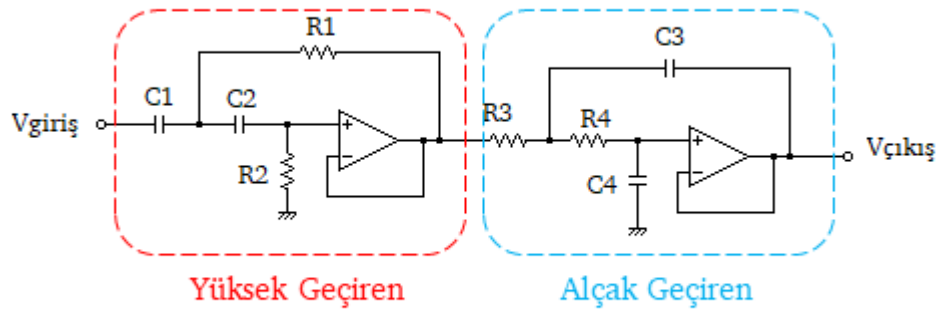 R1
C3
C1
C2
R3
R4
Vgiriş
+
+
Vçıkış
−
−
R2
C4
Yüksek Geçiren
Alçak Geçiren